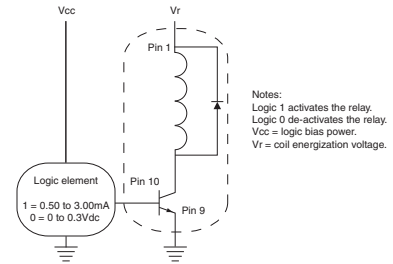 Vcc
Vr
Pin 1
Notes:
Logic 1 activates the relay.
Logic 0 de-activates the relay.
Vcc = logic bias power.
Vr = coil energization voltage.
Logic element
1 = 0.50 to 3.00mA
0 = 0 to 0.3Vdc
Pin 10
Pin 9